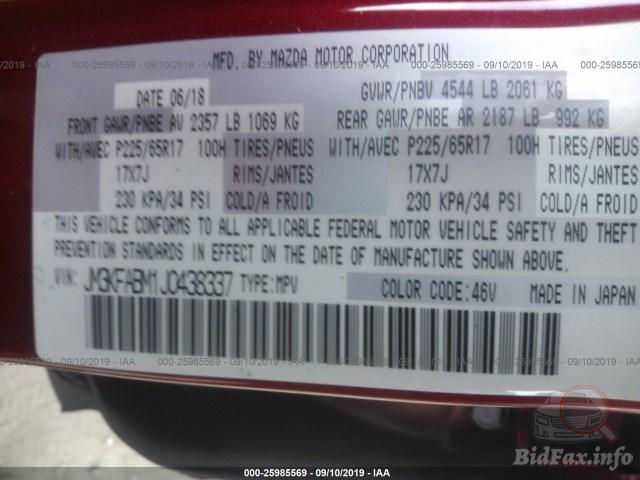 MFD. BY MAZDA MOTOR CORPORATION
DATE 06/18 GVWR/PNBV 4544 LB 2061 KG
FRONT GAWR/PNBE AV 2357 LB 1069 KG REAR GAWR/PNBE AR 2187 LB 992 KG
WITH/AVEC P225/65R17 100H TIRES/PNEUS WITH/AVEC P225/65R17 100H TIRES/PNEUS
17X7J RIMS/JANTES 17X7J RIMS/JANTES
230 KPA/34 PSI COLD/A FROID 230 KPA/34 PSI COLD/A FROID
THIS VEHICLE CONFORMS TO ALL APPLICABLE FEDERAL MOTOR VEHICLE SAFETY AND THEFT
PREVENTION STANDARDS IN EFFECT ON THE DATE OF MANUFACTURE SHOWN ABOVE.
VIN: JM3KFABM1J0438337 TYPE:MPV COLOR CODE:46V MADE IN JAPAN
000-25985569 - 09/10/2019 - IAA
BidFax.info